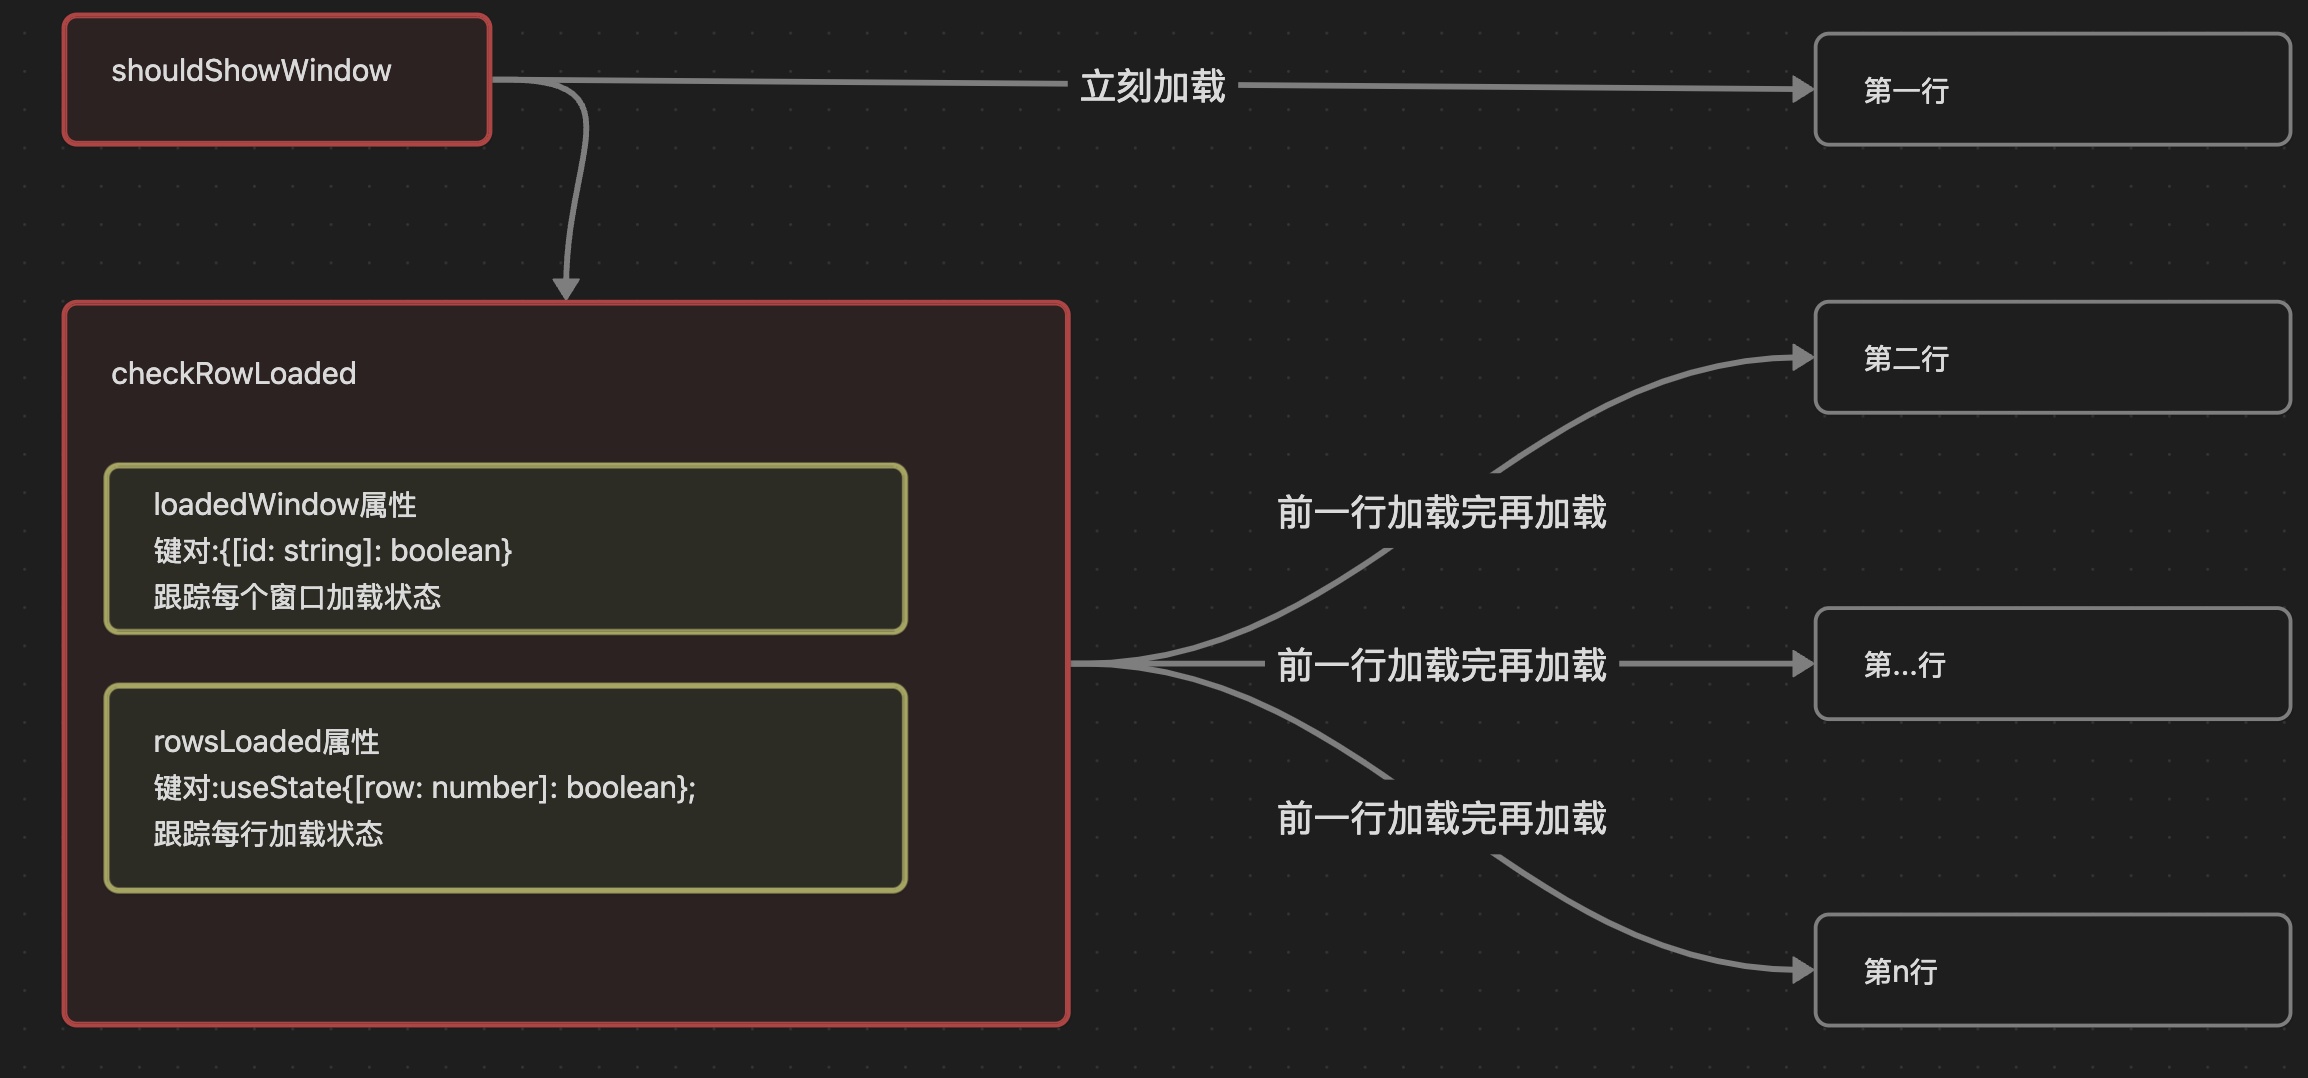 shouldShowWindow
立刻加载
第一行
checkRowLoaded
loadedWindow属性
键对:{[id: string]: boolean}
跟踪每个窗口加载状态
rowsLoaded属性
键对:useState{[row: number]: boolean};
跟踪每行加载状态
前一行加载完再加载
第二行
前一行加载完再加载
第...行
前一行加载完再加载
第n行